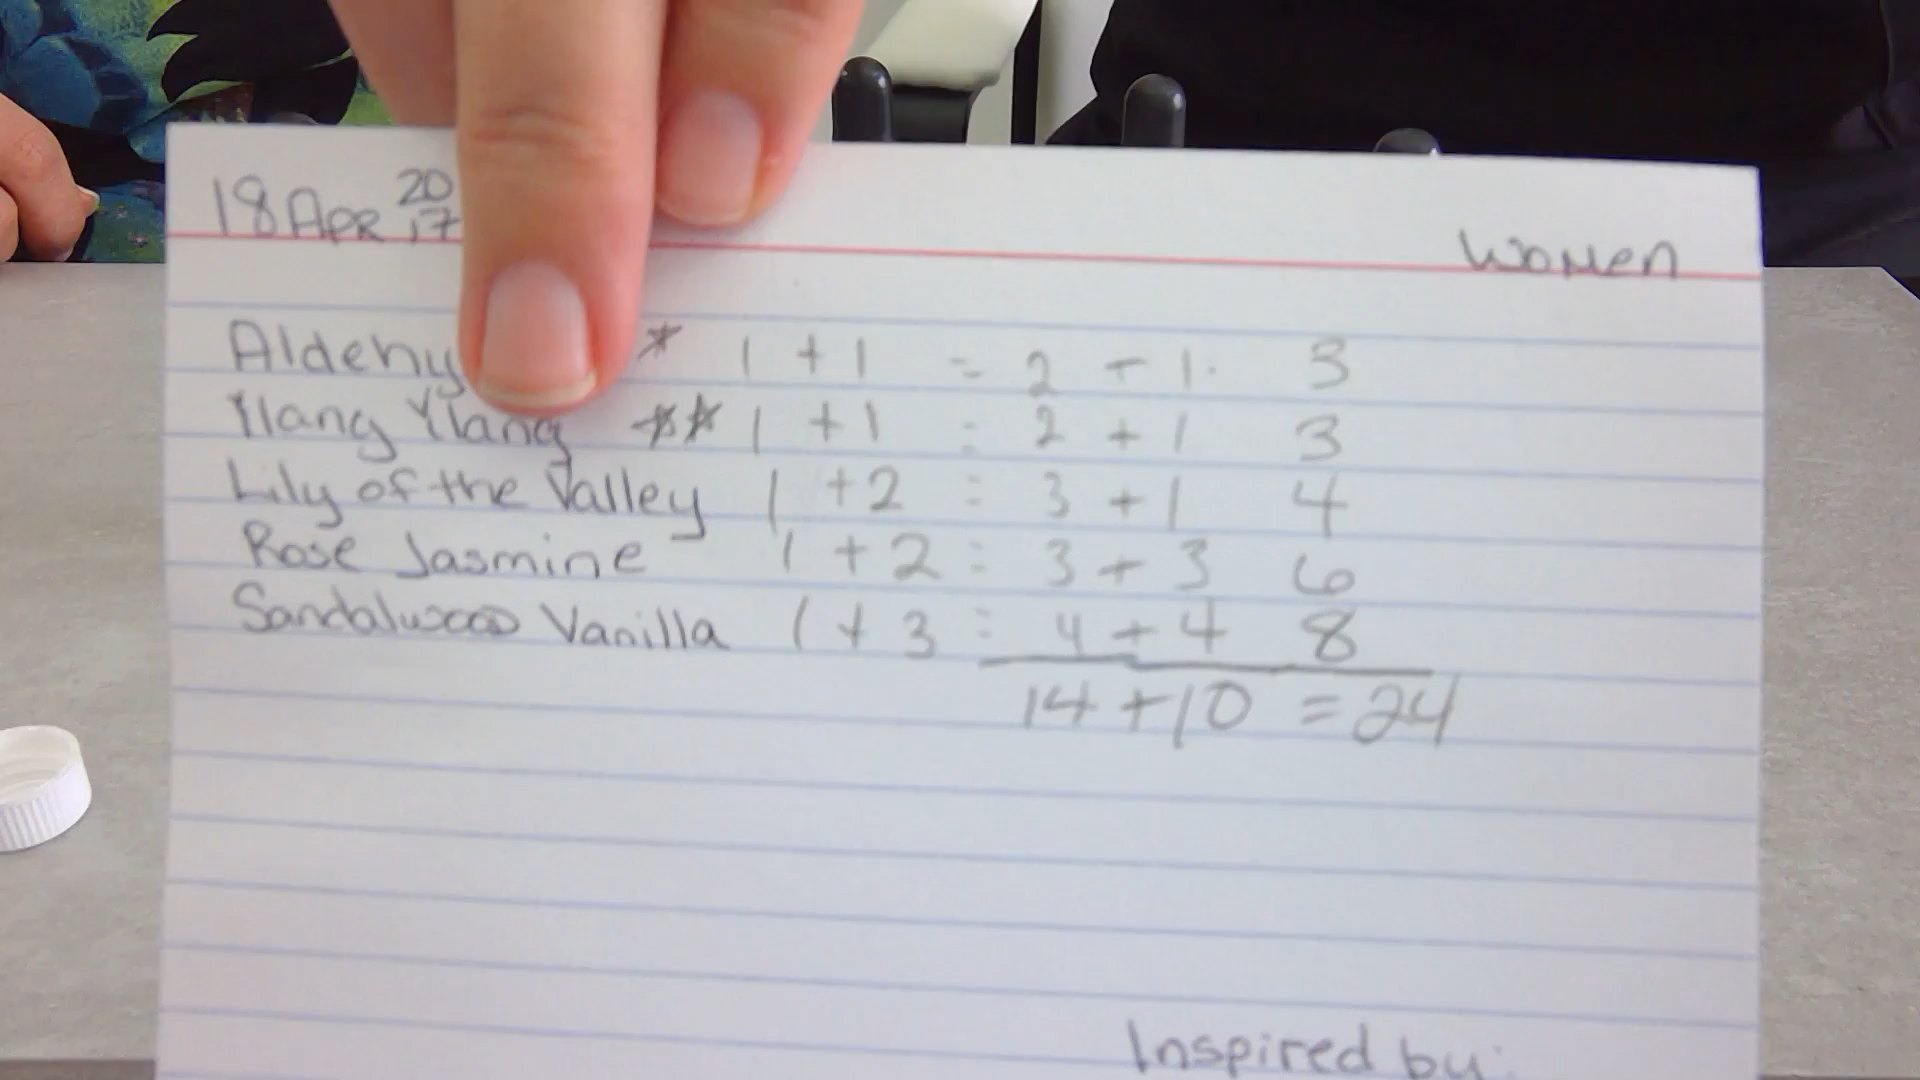 18 Apr 2017
Women
Aldehy * 1 + 1 = 2 + 1. 3
Ylang Ylang ** 1 + 1 = 2 + 1 3
Lily of the Valley 1 + 2 = 3 + 1 4
Rose Jasmine 1 + 2 = 3 + 3 6
Sandalwood Vanilla 1 + 3 = 4 + 4 8
14 + 10 = 24
Inspired by: